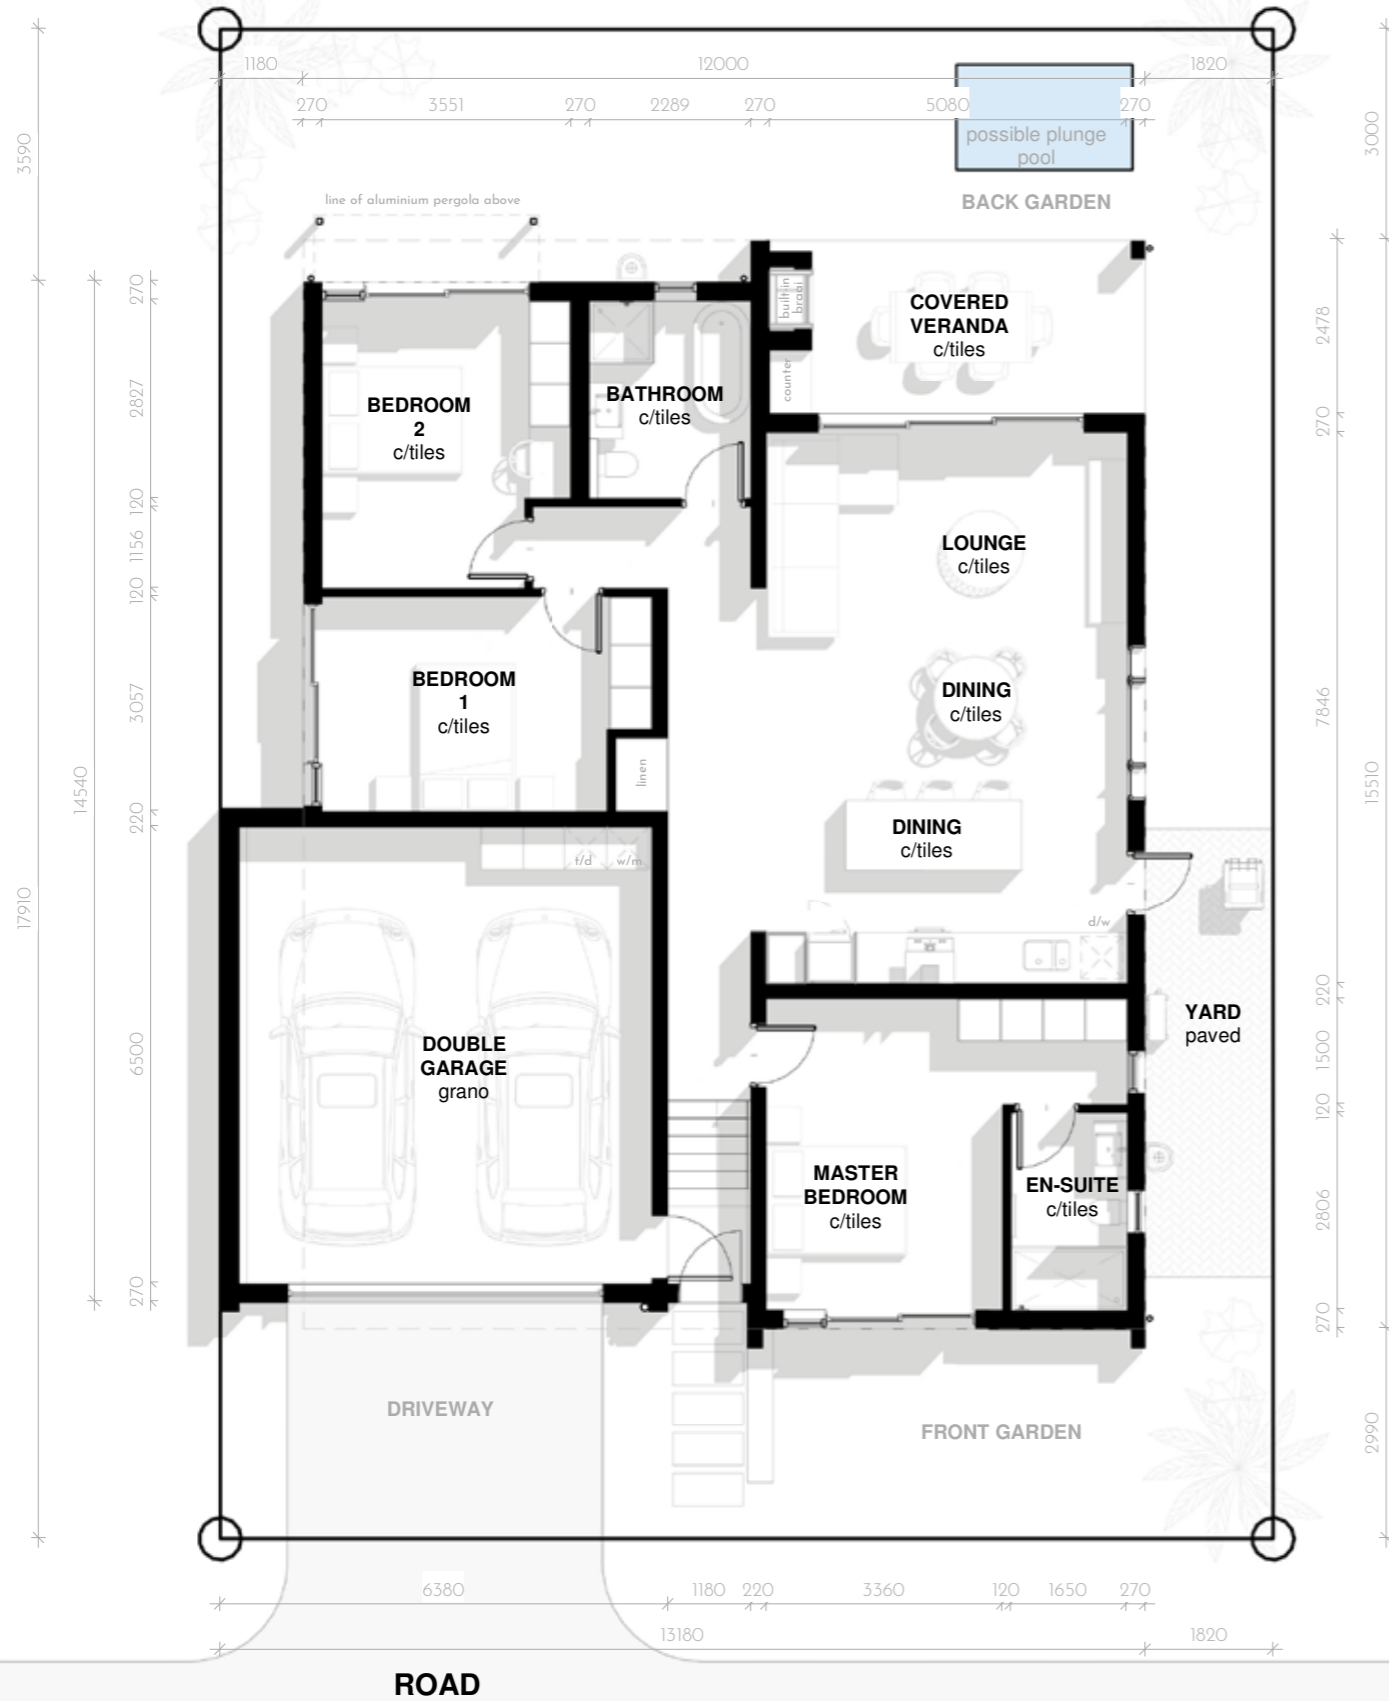 1180
12000
1820
270
3551
270
2289
270
5080
270
possible plunge
pool
3590
3000
BACK GARDEN
line of aluminium pergola above
270
2827
120
1156
120
3057
220
14540
17910
6500
270
2478
270
7846
15510
220
1500
120
2806
270
2990
built-in
braai
counter
COVERED
VERANDA
c/tiles
BEDROOM
2
c/tiles
BATHROOM
c/tiles
LOUNGE
c/tiles
BEDROOM
1
c/tiles
linen
DINING
c/tiles
DINING
c/tiles
t/d
w/m
d/w
YARD
paved
DOUBLE
GARAGE
grano
MASTER
BEDROOM
c/tiles
EN-SUITE
c/tiles
DRIVEWAY
FRONT GARDEN
6380
1180
220
3360
120
1650
270
13180
1820
ROAD